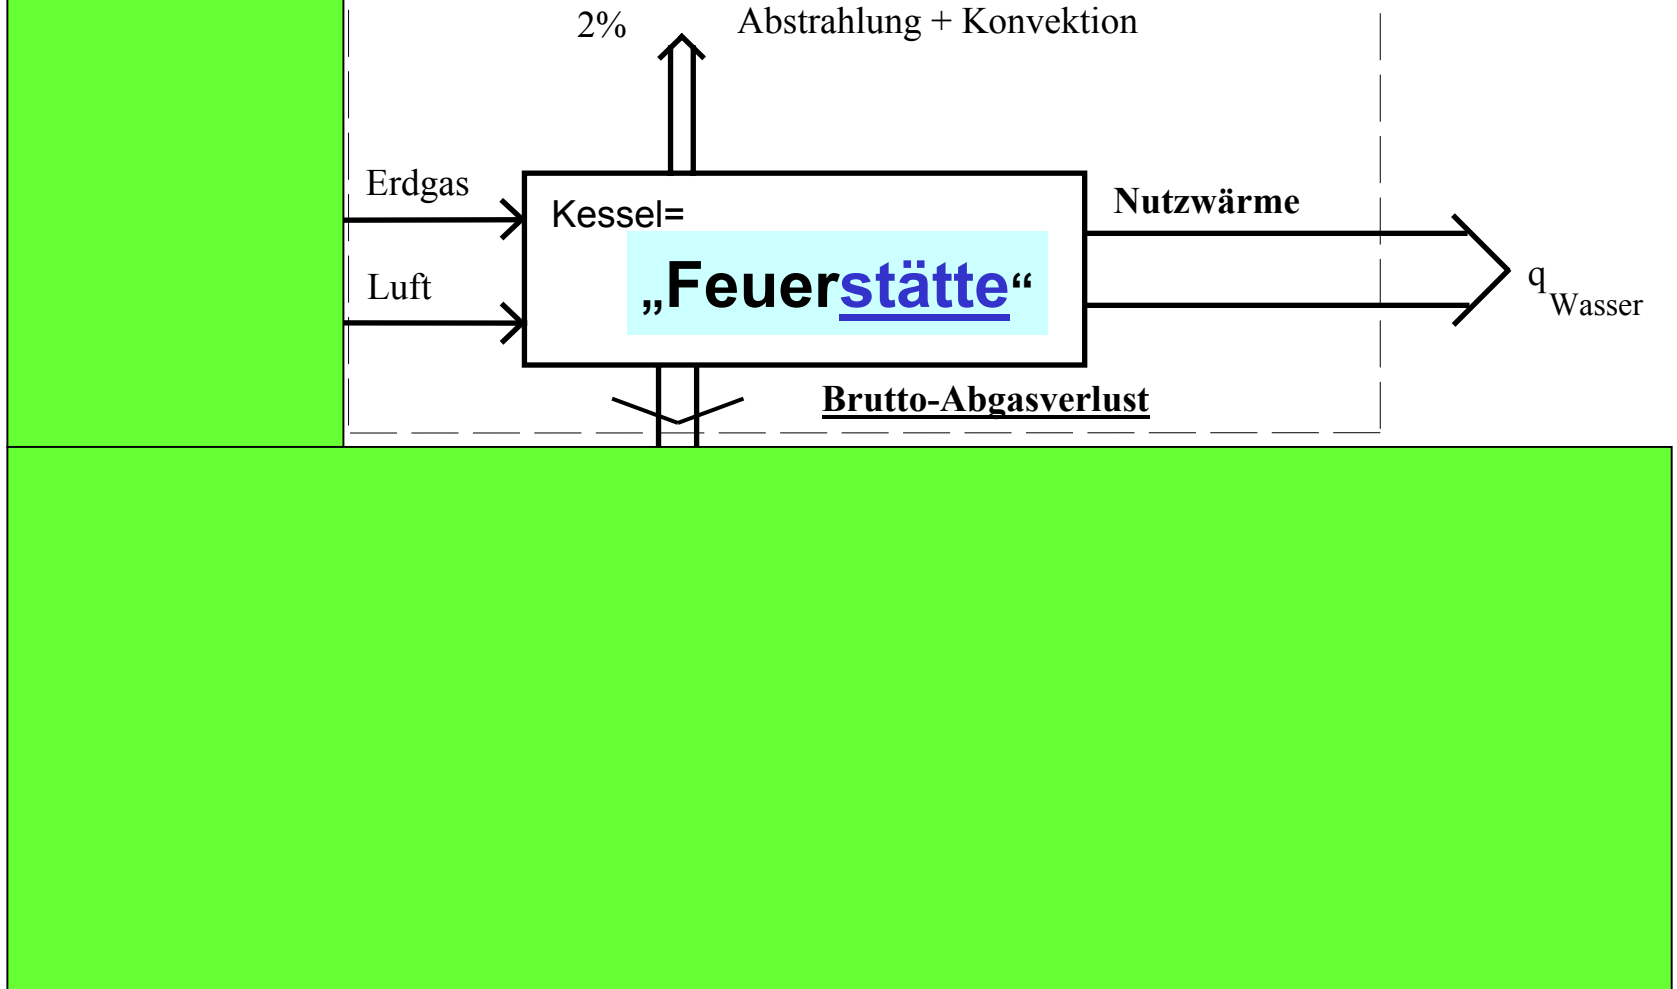 2% Abstrahlung + Konvektion
Erdgas
Kessel=
Nutzwärme
Luft
„Feuerstätte“
q Wasser
Brutto-Abgasverlust